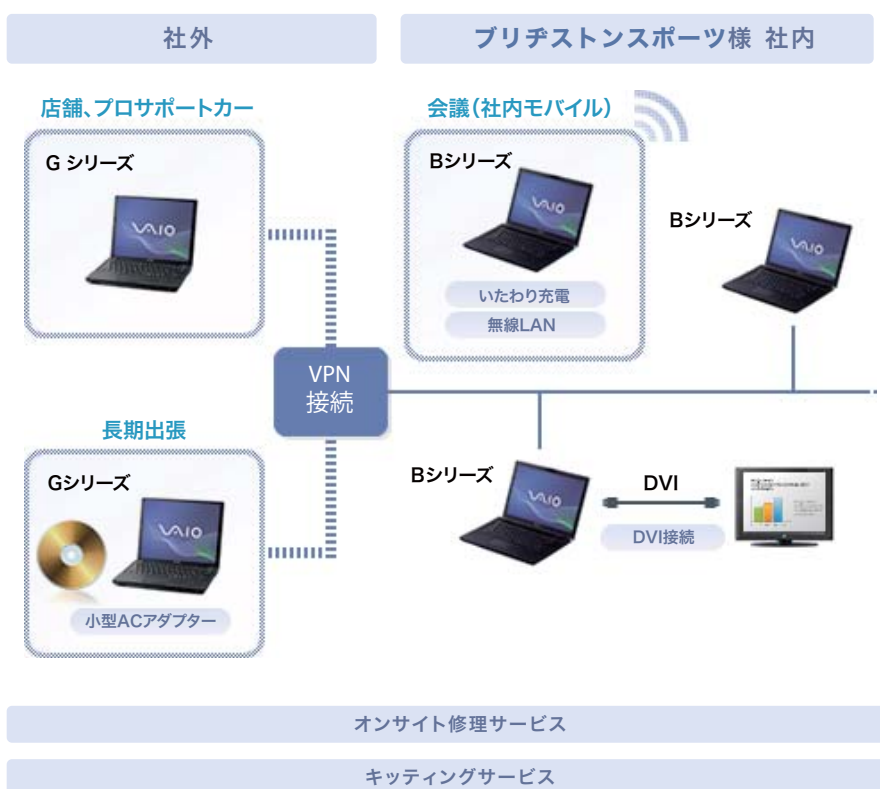 社外
ブリヂストンスポーツ様 社内
店舗、プロサポートカー
G シリーズ
VAIO
会議(社内モバイル)
Bシリーズ
VAIO
いたわり充電
無線LAN
Bシリーズ
VAIO
VPN
接続
長期出張
Gシリーズ
VAIO
小型ACアダプター
Bシリーズ
VAIO
DVI
DVI接続
オンサイト修理サービス
キッティングサービス